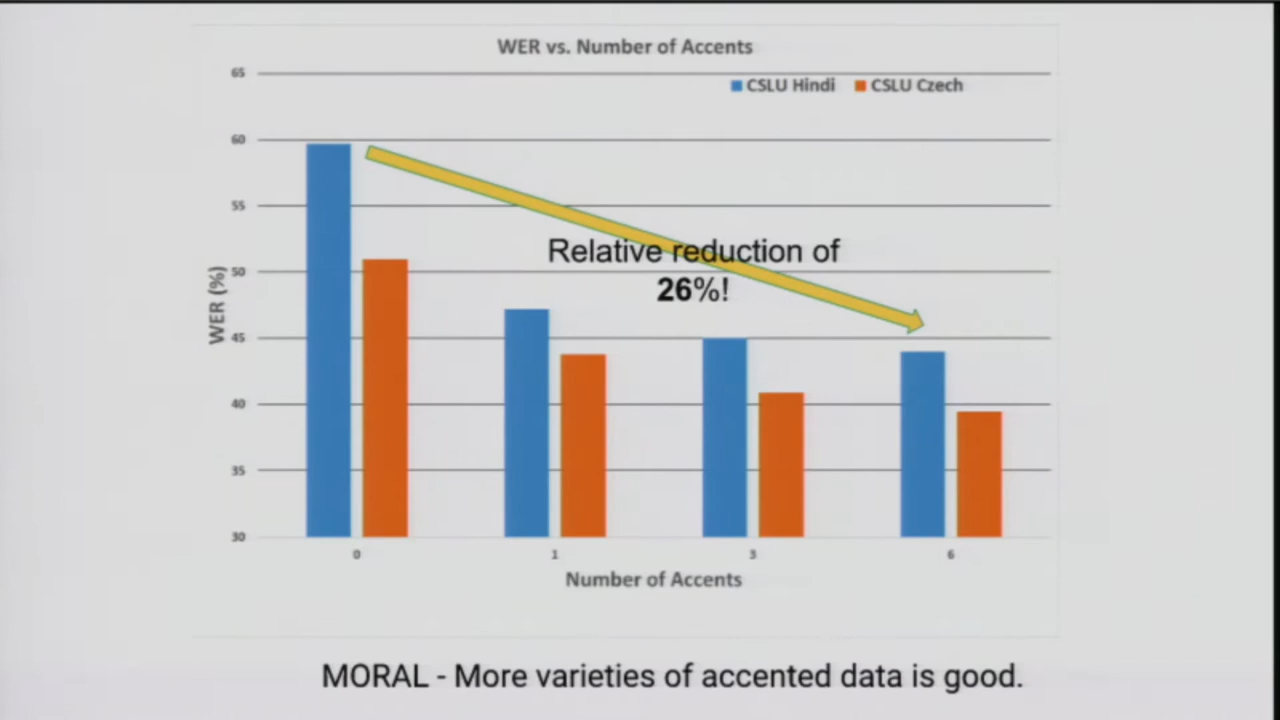 WER vs. Number of Accents
CSLU Hindi CSLU Czech
65
60
55
50
45
40
35
30
WER (%)
Relative reduction of
26%!
0 1 3 6
Number of Accents
MORAL - More varieties of accented data is good.